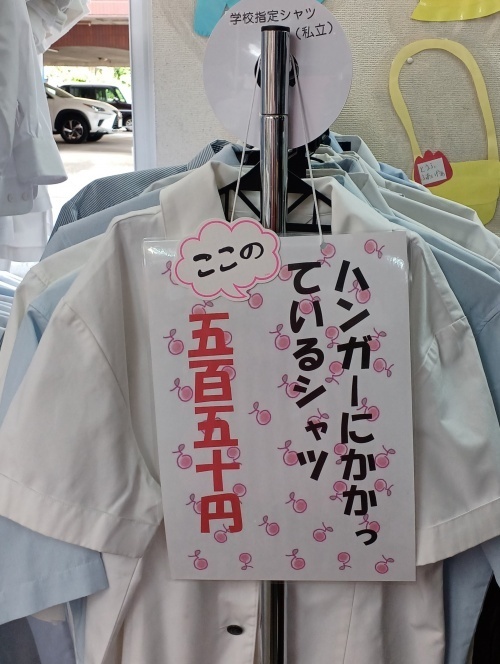 学校指定シャツ
(私立)
ここの
ハンガーにかかっ
ているシャツ
五百五十円